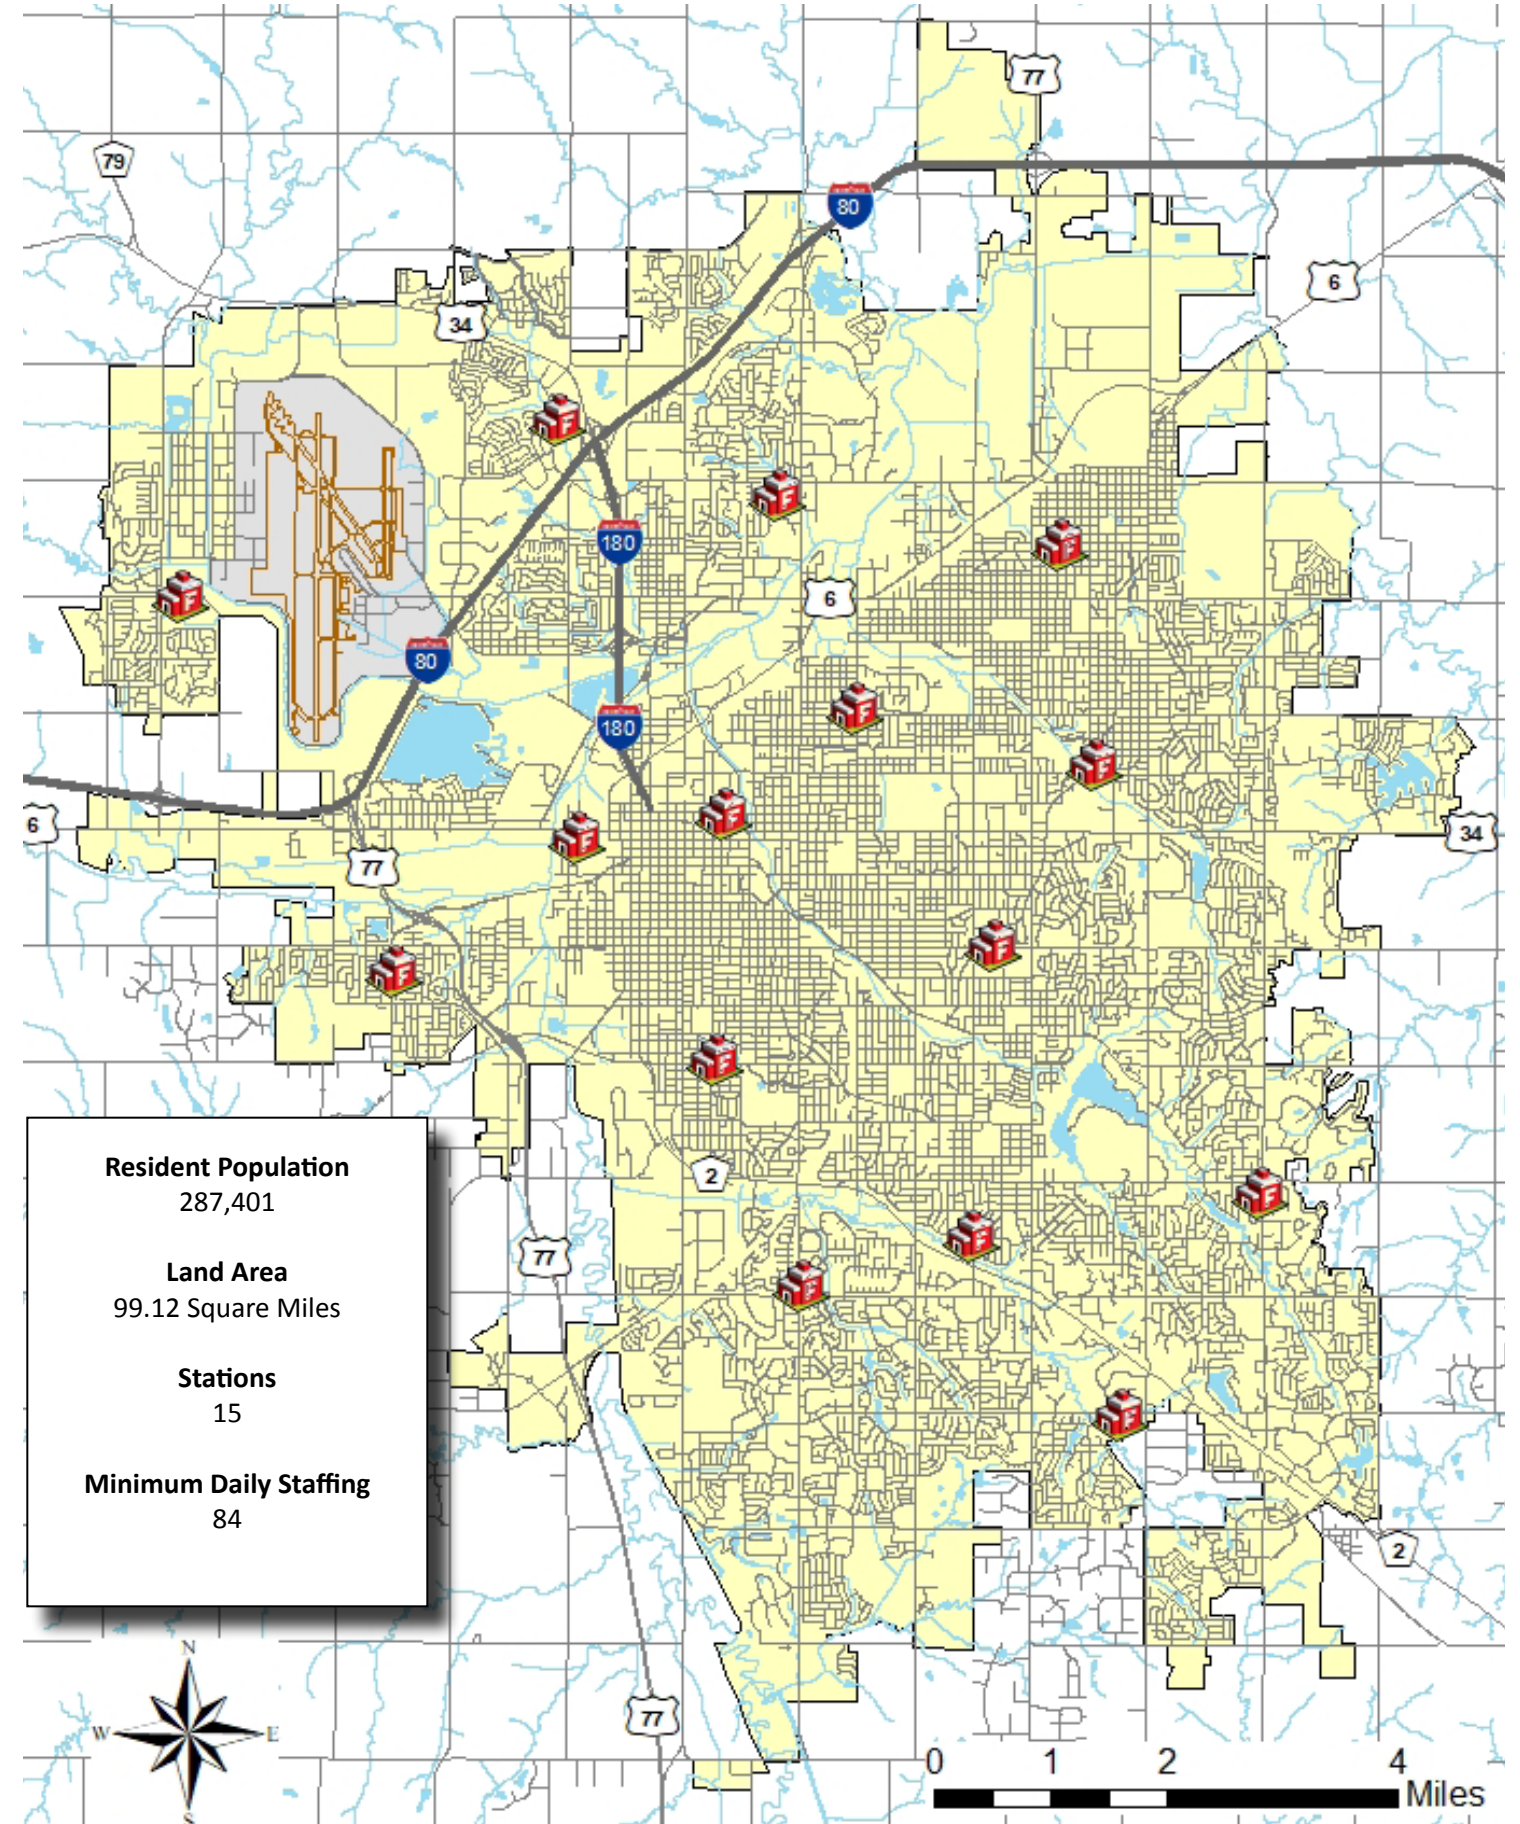 77
79
80
6
34
F
F
180
F
6
F
80
F
180
F
F
F
6
34
77
F
F
F
2
F
F
77
F
F
2
77
Resident Population
287,401
Land Area
99.12 Square Miles
Stations
15
Minimum Daily Staffing
84
N
W E
S
0 1 2 4
Miles